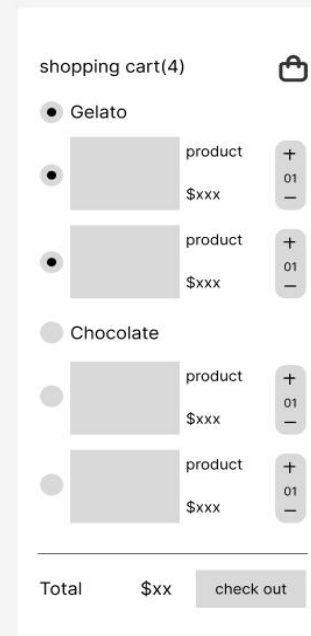 shopping cart(4)
Gelato
product
+
01
−
$xxx
product
+
01
−
$xxx
Chocolate
product
+
01
−
$xxx
product
+
01
−
$xxx
Total $xx check out